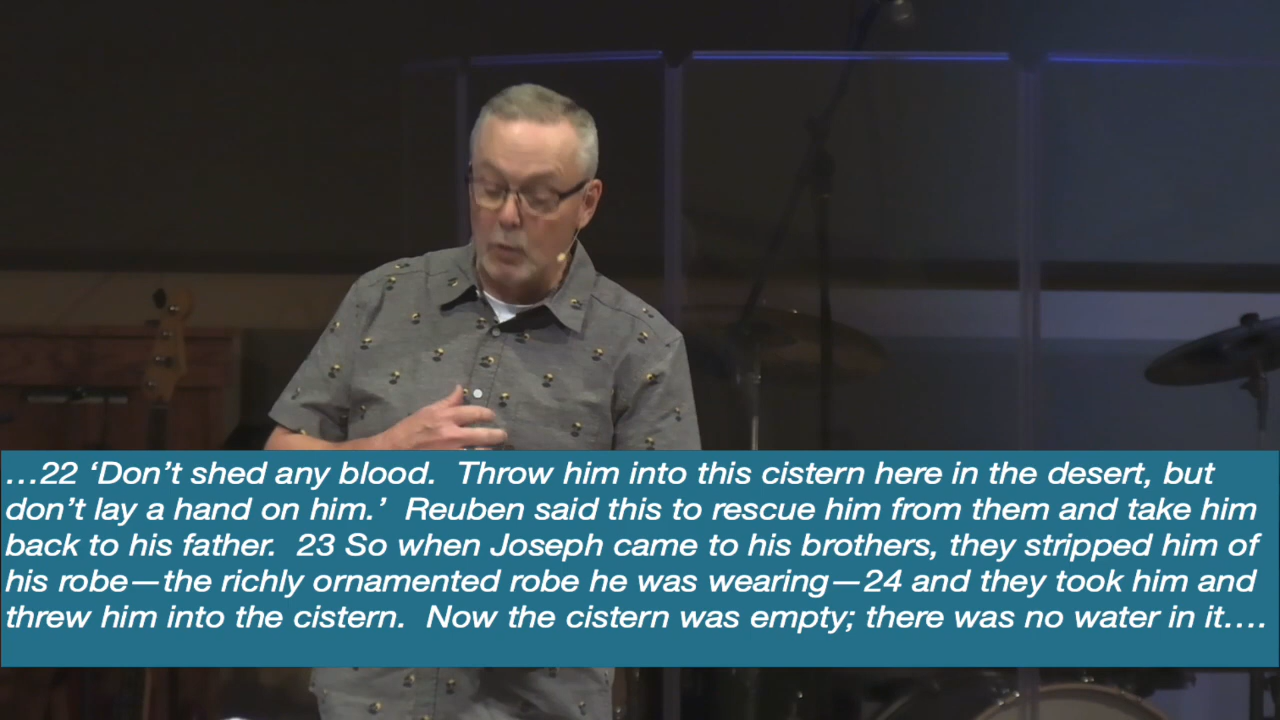 …22 ‘Don’t shed any blood.  Throw him into this cistern here in the desert, but
don’t lay a hand on him.’  Reuben said this to rescue him from them and take him
back to his father.  23 So when Joseph came to his brothers, they stripped him of
his robe—the richly ornamented robe he was wearing—24 and they took him and
threw him into the cistern.  Now the cistern was empty; there was no water in it….